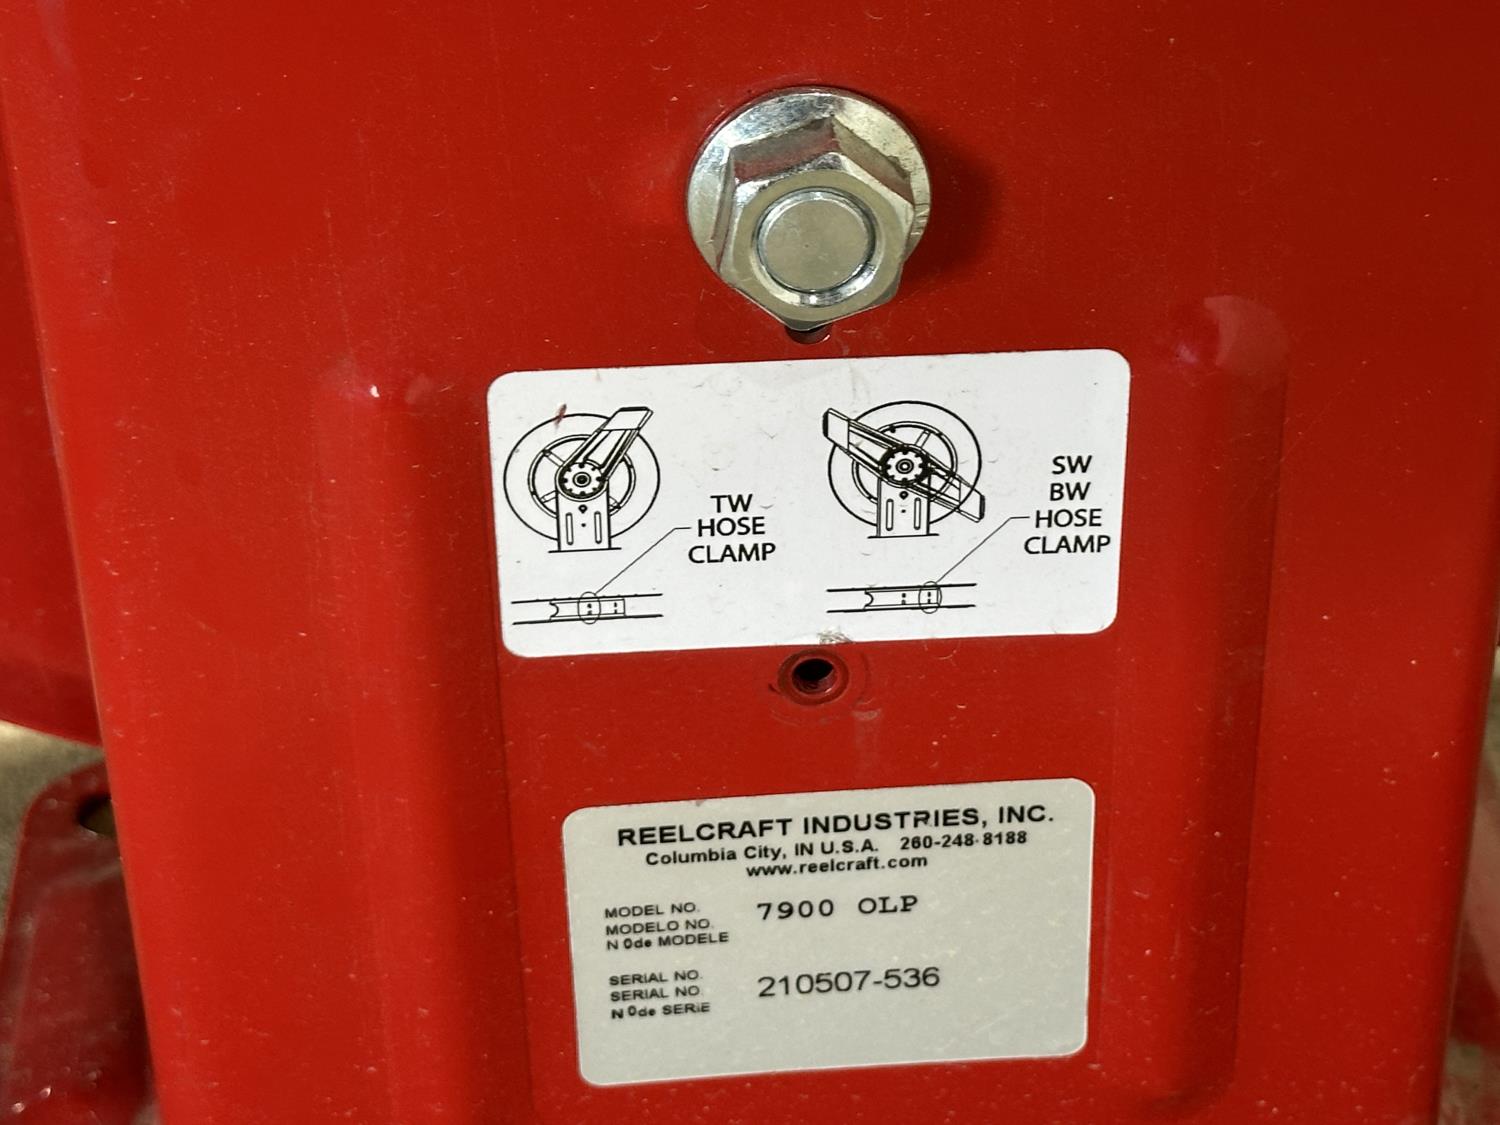 TW
HOSE
CLAMP
SW
BW
HOSE
CLAMP
REELCRAFT INDUSTRIES, INC.
Columbia City, IN U.S.A. 260-248-8188
www.reelcraft.com
MODEL NO. 7900 OLP
MODELO NO.
N 0de MODELE
SERIAL NO. 210507-536
SERIAL NO.
N 0de SERIE